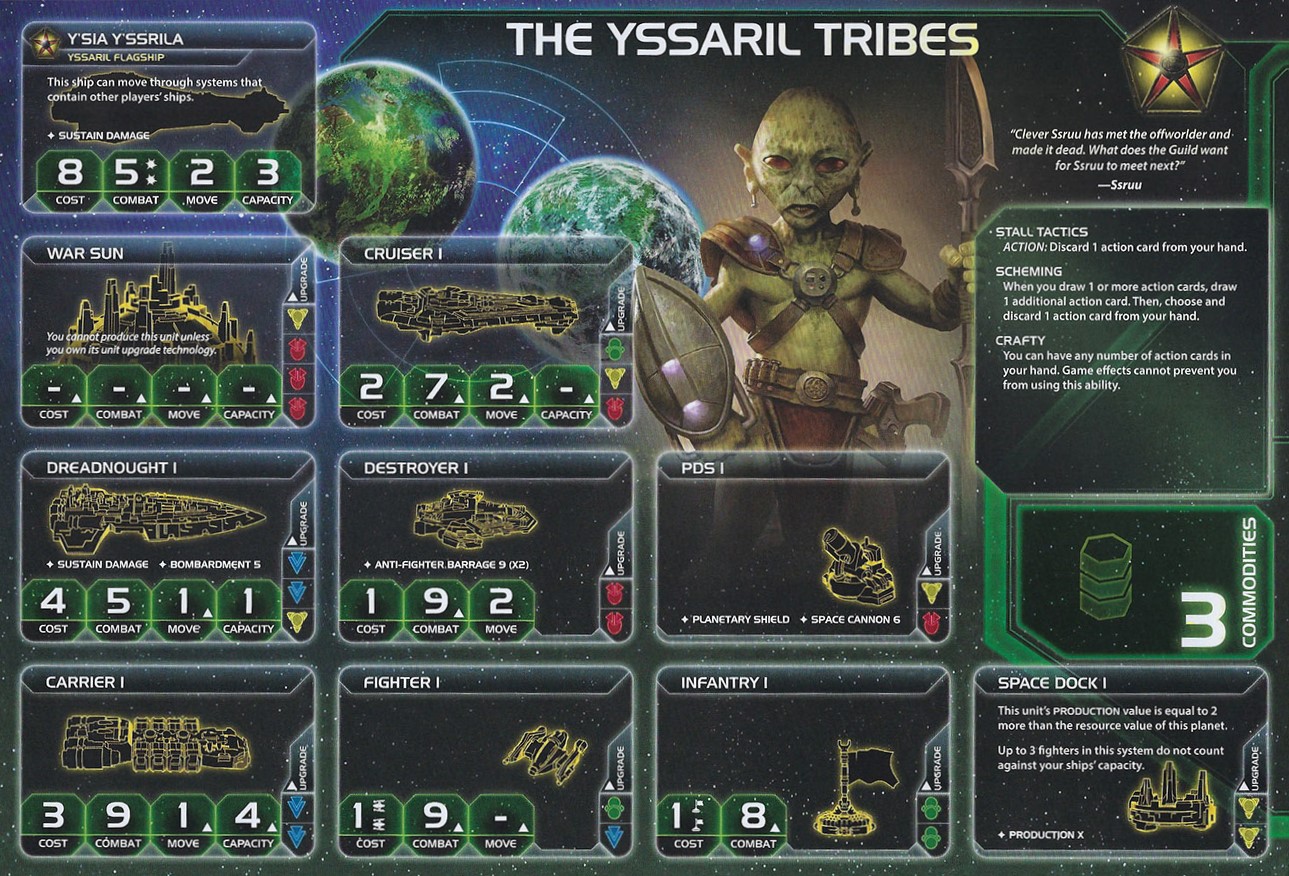 THE YSSARIL TRIBES
Y'SIA Y'SSRILA
YSSARIL FLAGSHIP
This ship can move through systems that
contain other players' ships.
✦ SUSTAIN DAMAGE
8 5 2 3
COST COMBAT MOVE CAPACITY
"Clever Ssruu has met the offworlder and
made it dead. What does the Guild want
for Ssruu to meet next?"
—Ssruu
STALL TACTICS
ACTION: Discard 1 action card from your hand.
SCHEMING
When you draw 1 or more action cards, draw
1 additional action card. Then, choose and
discard 1 action card from your hand.
CRAFTY
You can have any number of action cards in
your hand. Game effects cannot prevent you
from using this ability.
WAR SUN
UPGRADE
You cannot produce this unit unless
you own its unit upgrade technology.
- - - -
COST COMBAT MOVE CAPACITY
CRUISER I
UPGRADE
2 7 2 -
COST COMBAT MOVE CAPACITY
DREADNOUGHT I
UPGRADE
✦ SUSTAIN DAMAGE ✦ BOMBARDMENT 5
4 5 1 1
COST COMBAT MOVE CAPACITY
DESTROYER I
UPGRADE
✦ ANTI-FIGHTER BARRAGE 9 (X2)
1 9 2
COST COMBAT MOVE
PDS I
UPGRADE
✦ PLANETARY SHIELD ✦ SPACE CANNON 6
3
COMMODITIES
CARRIER I
UPGRADE
3 9 1 4
COST COMBAT MOVE CAPACITY
FIGHTER I
UPGRADE
1 9 -
COST COMBAT MOVE
INFANTRY I
UPGRADE
1 8
COST COMBAT
SPACE DOCK I
This unit's PRODUCTION value is equal to 2
more than the resource value of this planet.
Up to 3 fighters in this system do not count
against your ships' capacity.
UPGRADE
✦ PRODUCTION X